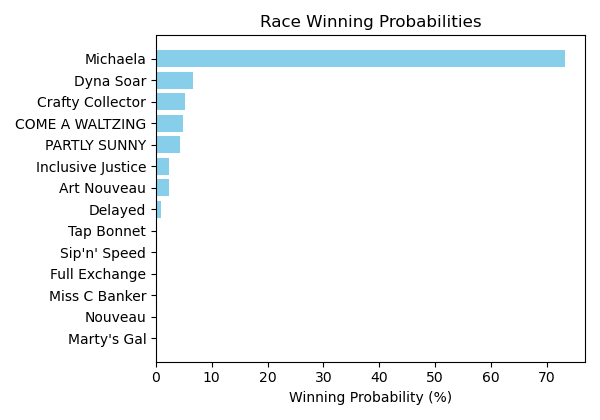 Race Winning Probabilities
Michaela
Dyna Soar
Crafty Collector
COME A WALTZING
PARTLY SUNNY
Inclusive Justice
Art Nouveau
Delayed
Tap Bonnet
Sip'n' Speed
Full Exchange
Miss C Banker
Nouveau
Marty's Gal
0 10 20 30 40 50 60 70
Winning Probability (%)